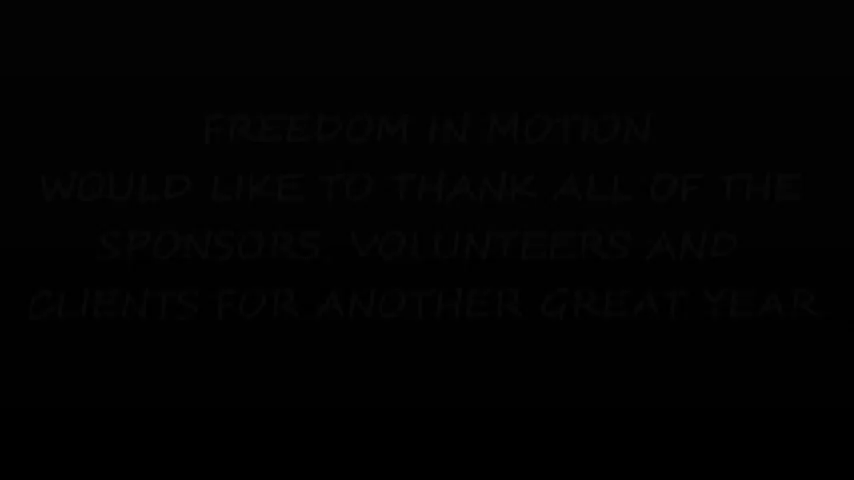 FREEDOM IN MOTION
WOULD LIKE TO THANK ALL OF THE
SPONSORS, VOLUNTEERS AND
CLIENTS FOR ANOTHER GREAT YEAR